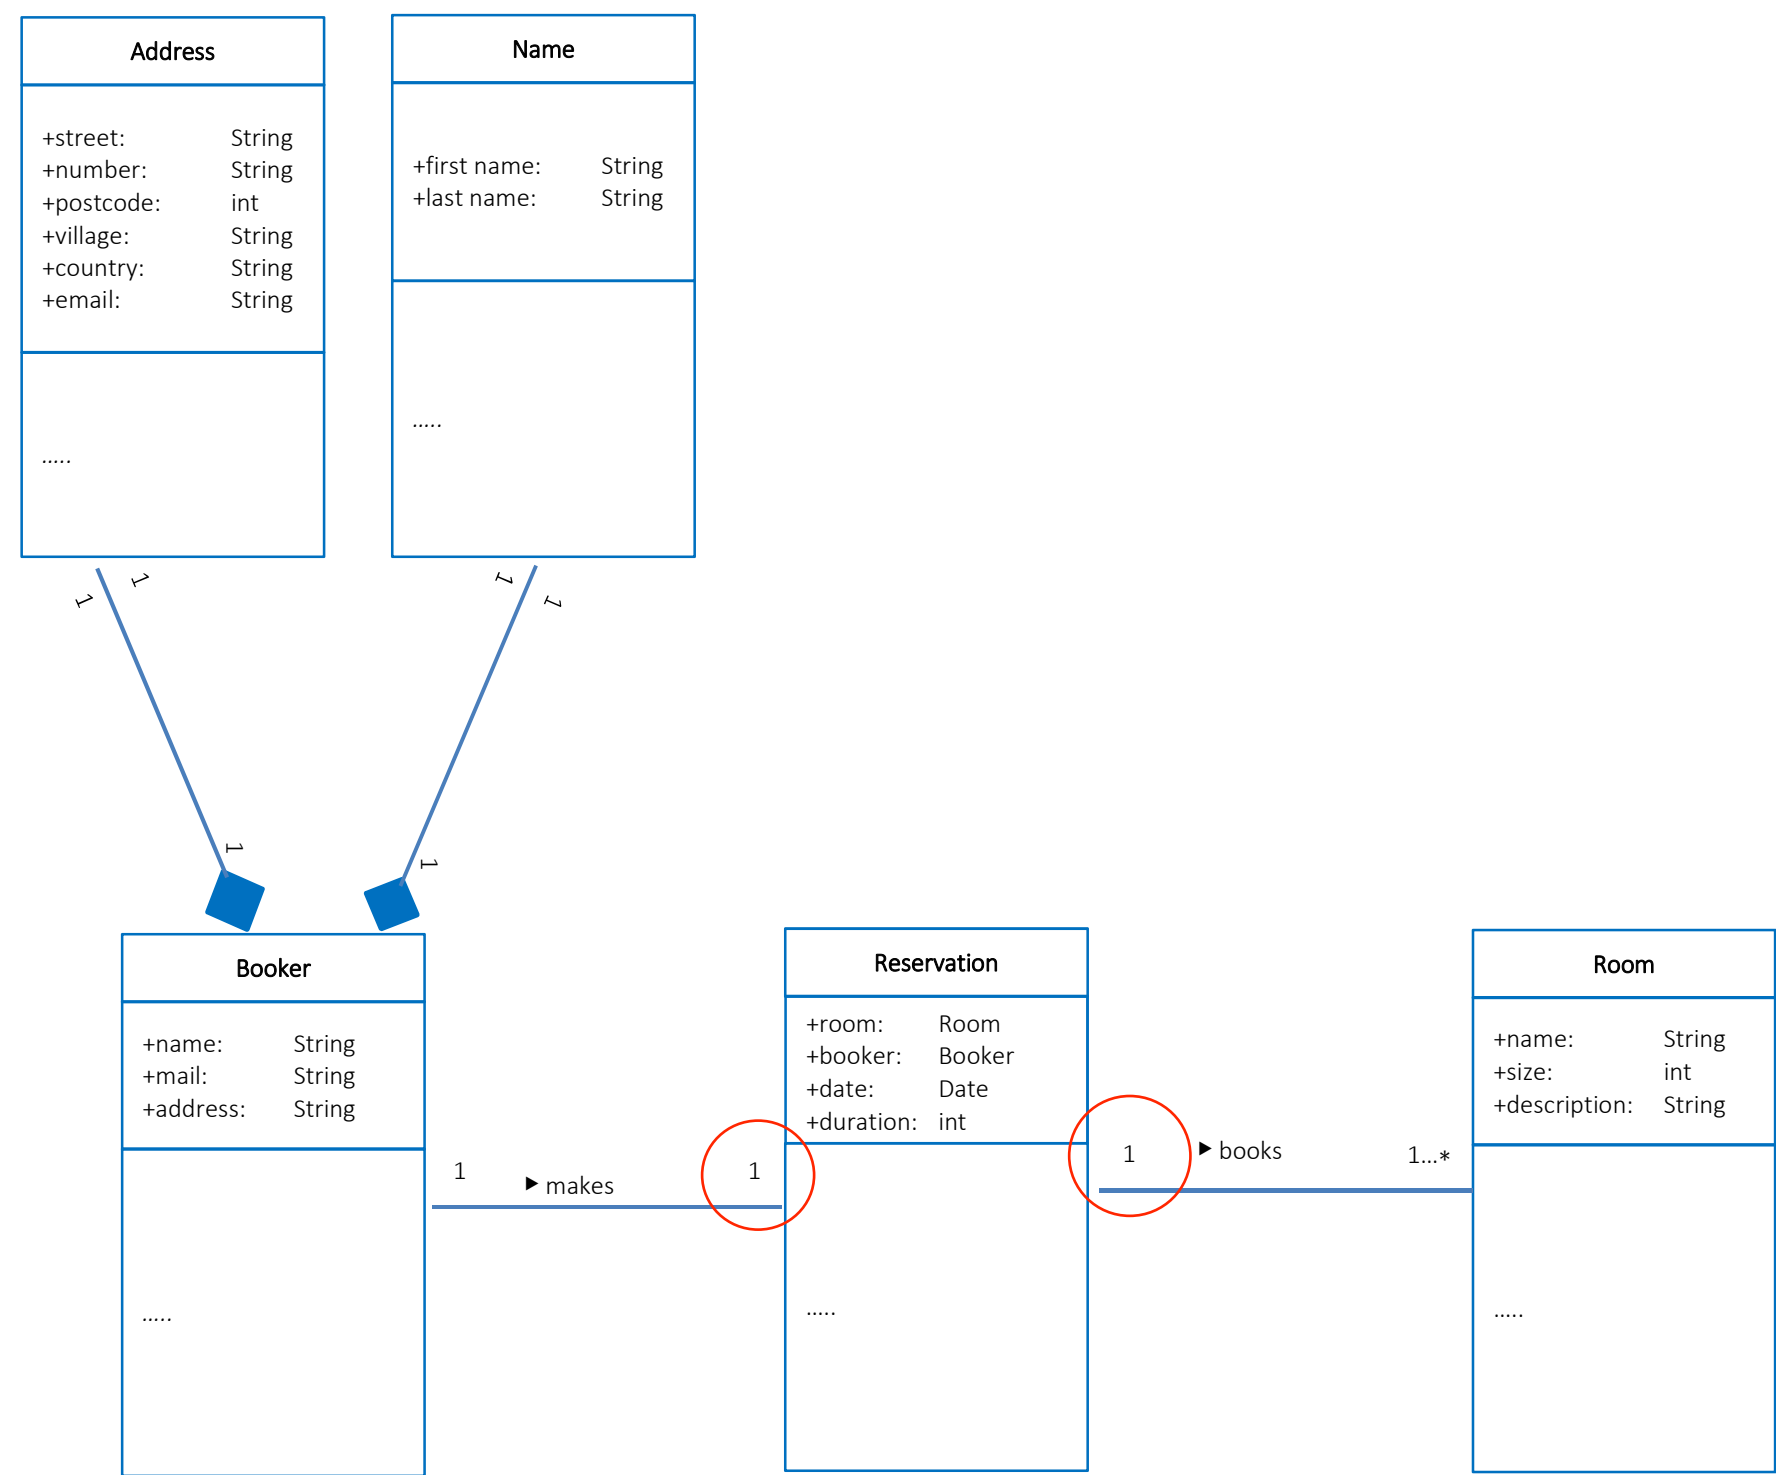 Address
+street: String
+number: String
+postcode: int
+village: String
+country: String
+email: String
.....
Name
+first name: String
+last name: String
.....
1
1
1
1
1
1
Booker
+name: String
+mail: String
+address: String
.....
1
▶ makes
1
Reservation
+room: Room
+booker: Booker
+date: Date
+duration: int
.....
1
▶ books
1...*
Room
+name: String
+size: int
+description: String
.....